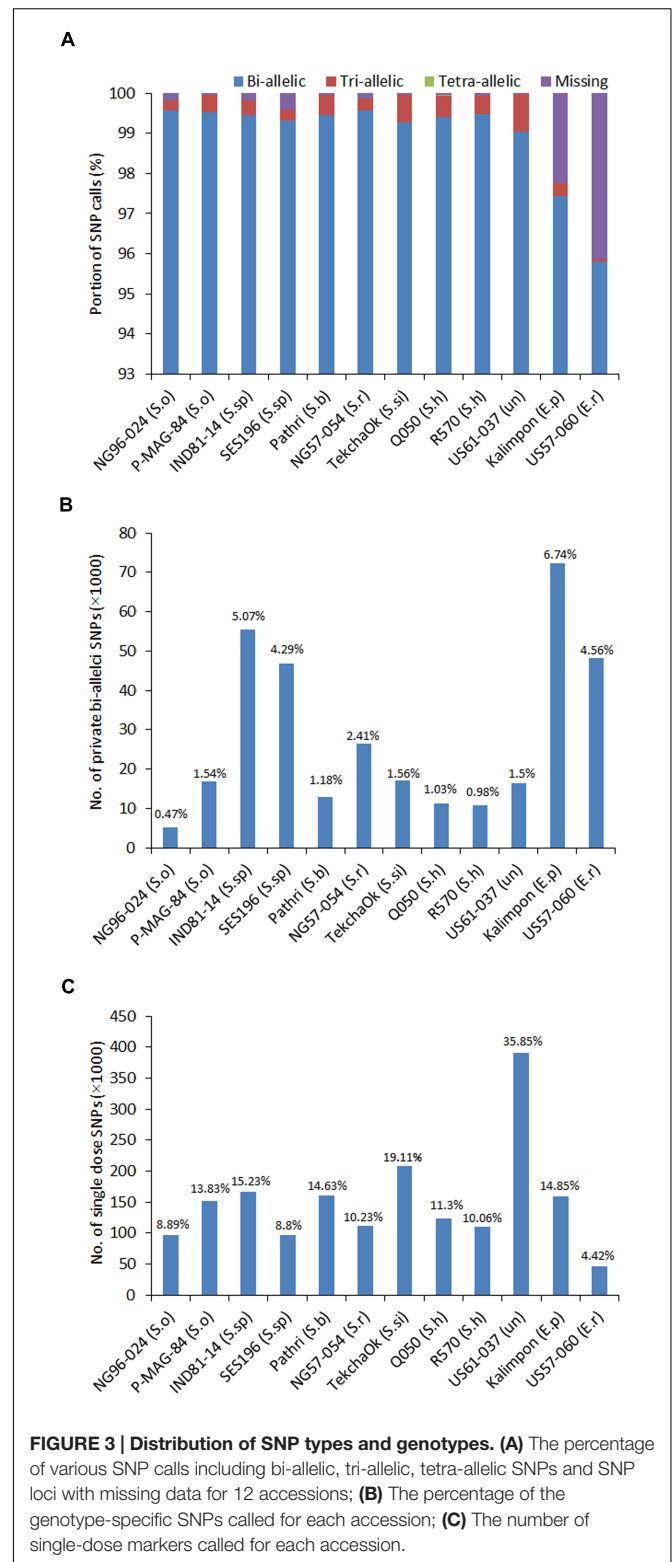 A
Bi-allelic Tri-allelic Tetra-allelic Missing
Portion of SNP calls (%)
100
99
98
97
96
95
94
93
NG96-024 (S.o)
P-MAG-84 (S.o)
IND81-14 (S.sp)
SES196 (S.sp)
Pathri (S.b)
NG57-054 (S.r)
TekchaOk (S.si)
Q050 (S.h)
R570 (S.h)
US61-037 (un)
Kalimpon (E.p)
US57-060 (E.r)
B
No. of private bi-allelci SNPs (×1000)
80
70
60
50
40
30
20
10
0
0.47%
1.54%
5.07%
4.29%
1.18%
2.41%
1.56%
1.03%
0.98%
1.5%
6.74%
4.56%
NG96-024 (S.o)
P-MAG-84 (S.o)
IND81-14 (S.sp)
SES196 (S.sp)
Pathri (S.b)
NG57-054 (S.r)
TekchaOk (S.si)
Q050 (S.h)
R570 (S.h)
US61-037 (un)
Kalimpon (E.p)
US57-060 (E.r)
C
No. of single dose SNPs (×1000)
450
400
350
300
250
200
150
100
50
0
8.89%
13.83%
15.23%
8.8%
14.63%
10.23%
19.11%
11.3%
10.06%
35.85%
14.85%
4.42%
NG96-024 (S.o)
P-MAG-84 (S.o)
IND81-14 (S.sp)
SES196 (S.sp)
Pathri (S.b)
NG57-054 (S.r)
TekchaOk (S.si)
Q050 (S.h)
R570 (S.h)
US61-037 (un)
Kalimpon (E.p)
US57-060 (E.r)
FIGURE 3 | Distribution of SNP types and genotypes. (A) The percentage
of various SNP calls including bi-allelic, tri-allelic, tetra-allelic SNPs and SNP
loci with missing data for 12 accessions; (B) The percentage of the
genotype-specific SNPs called for each accession; (C) The number of
single-dose markers called for each accession.